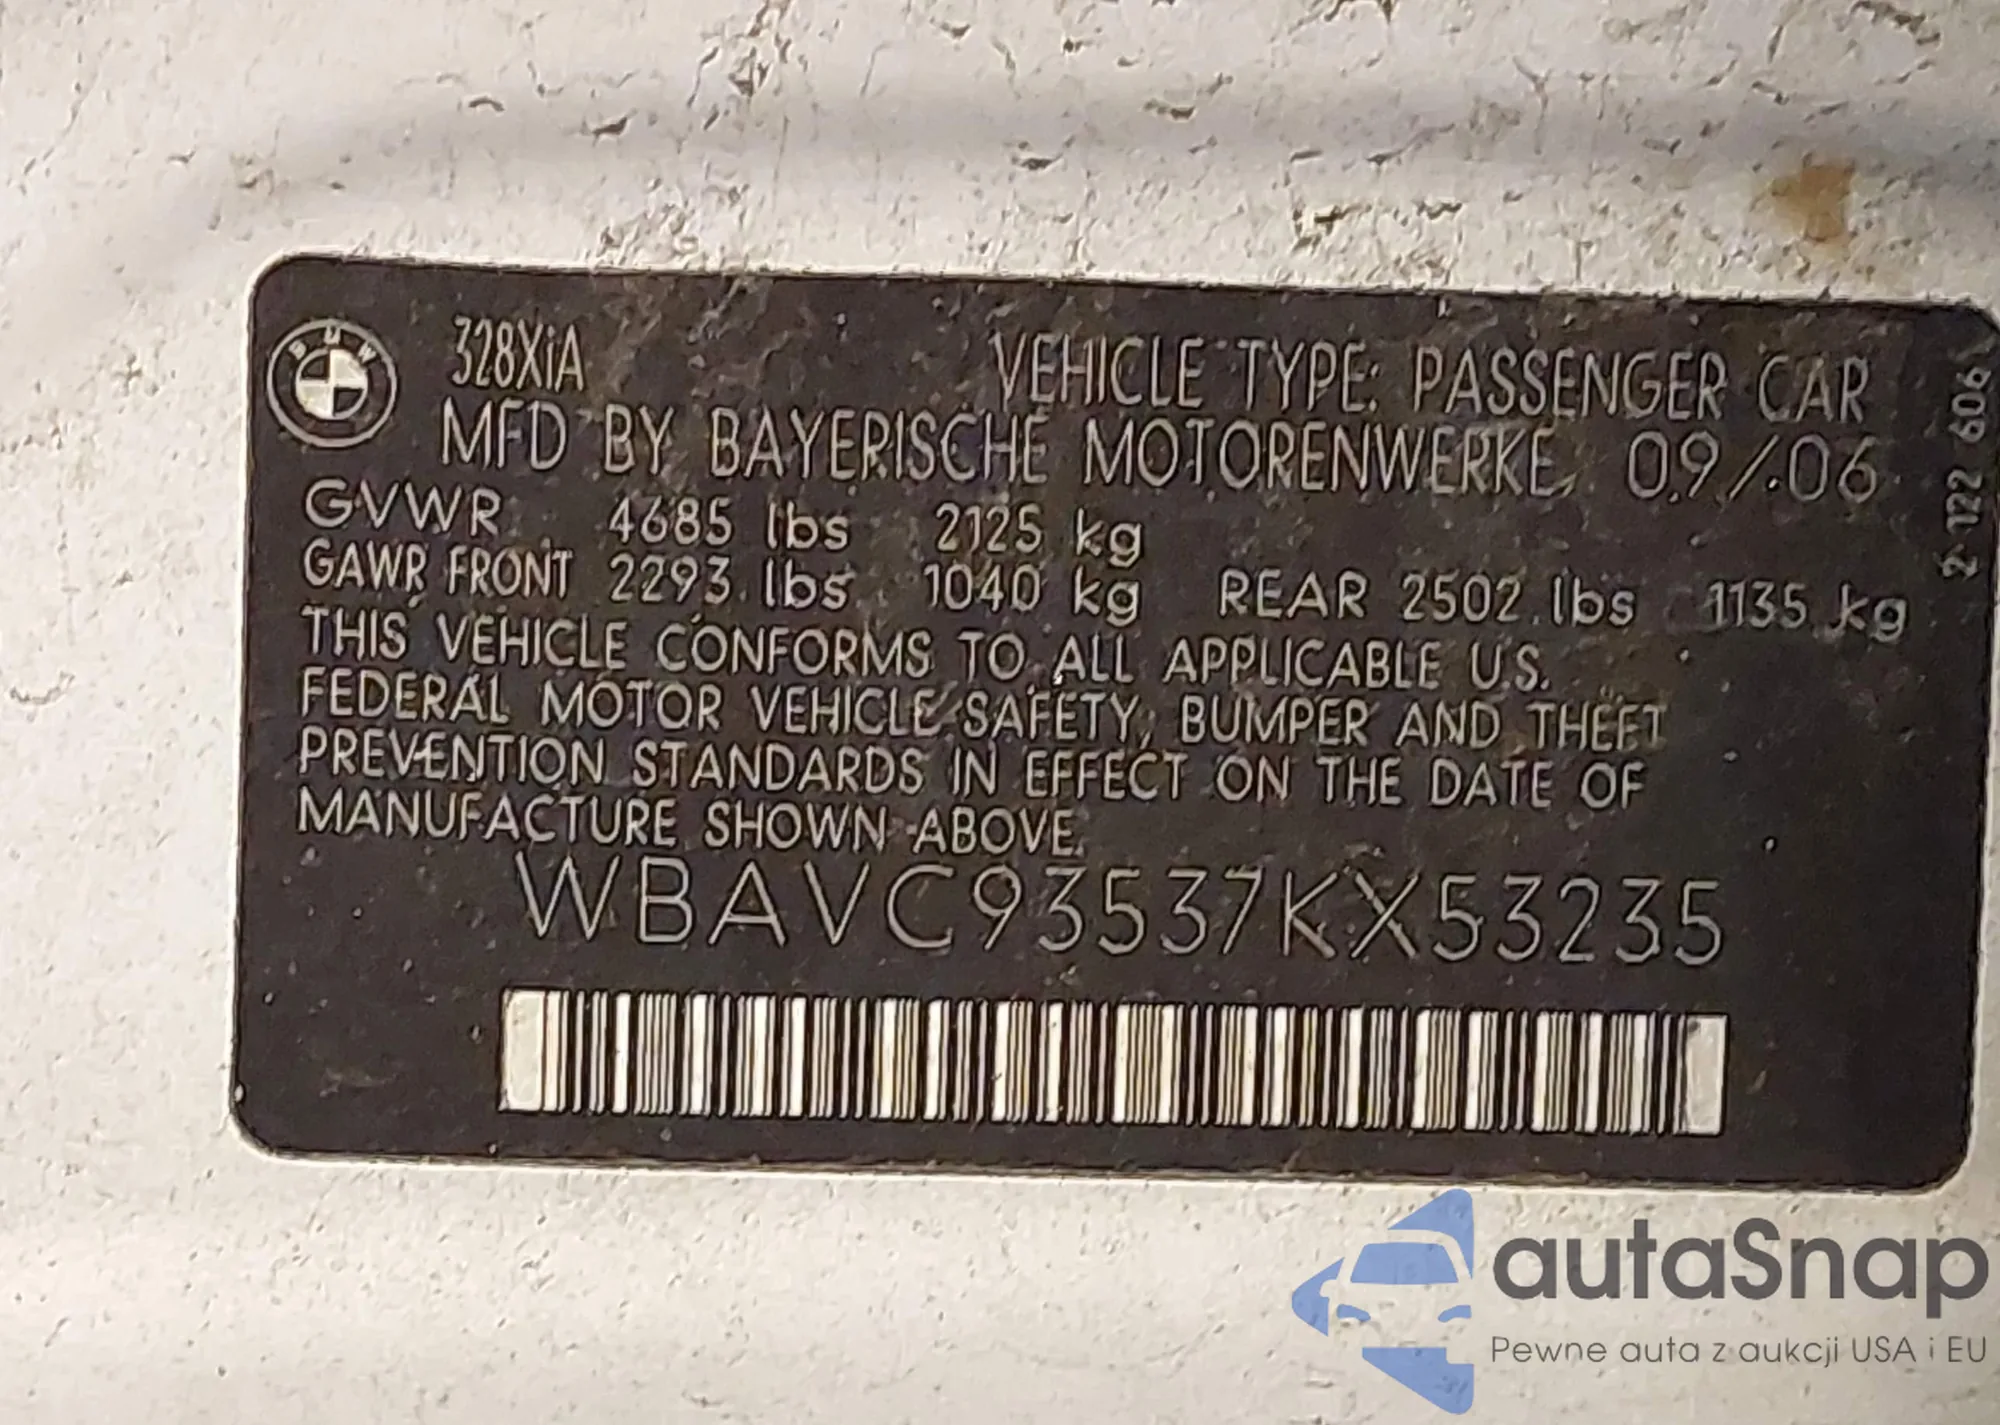 BMW
328XiA
VEHICLE TYPE: PASSENGER CAR
MFD BY BAYERISCHE MOTORENWERKE 09/06
GVWR 4685 lbs 2125 kg
GAWR FRONT 2293 lbs 1040 kg REAR 2502 lbs 1135 kg
THIS VEHICLE CONFORMS TO ALL APPLICABLE U.S.
FEDERAL MOTOR VEHICLE SAFETY, BUMPER AND THEFT
PREVENTION STANDARDS IN EFFECT ON THE DATE OF
MANUFACTURE SHOWN ABOVE.
WBAVC93537KX53235
2 122 606
autaSnap
Pewne auta z aukcji USA i EU